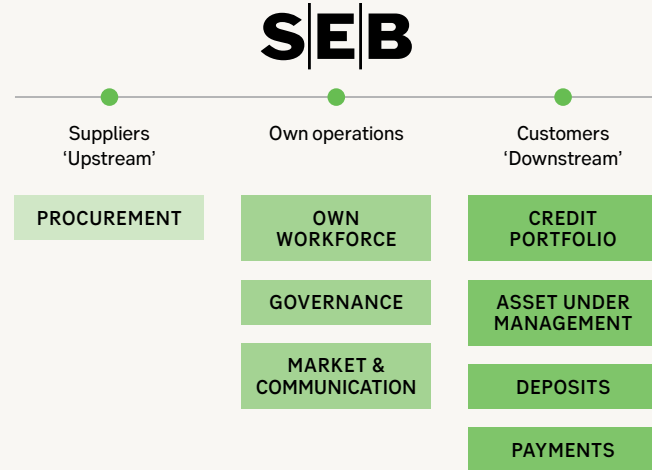 S|E|B
Suppliers
‘Upstream’
PROCUREMENT
Own operations
OWN
WORKFORCE
GOVERNANCE
MARKET &
COMMUNICATION
Customers
‘Downstream’
CREDIT
PORTFOLIO
ASSET UNDER
MANAGEMENT
DEPOSITS
PAYMENTS